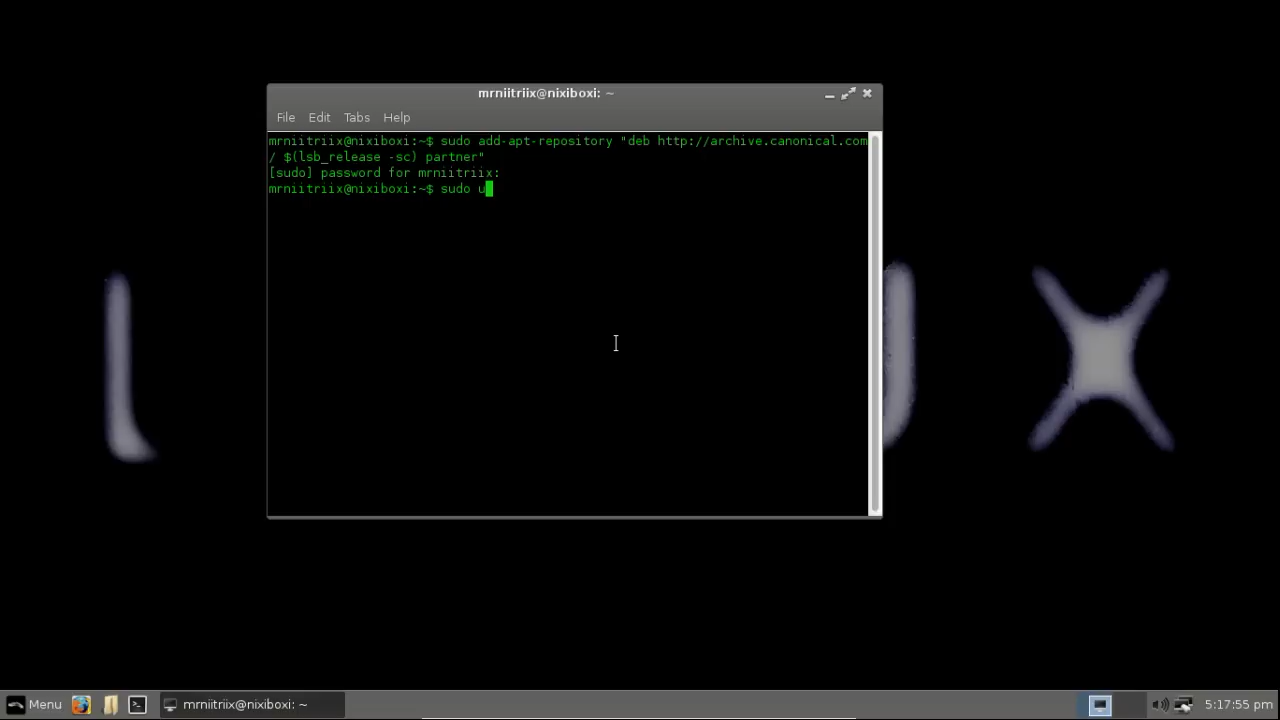 mrniitriix@nixiboxi: ~
File Edit Tabs Help
mrniitriix@nixiboxi:~$ sudo add-apt-repository "deb http://archive.canonical.com
/ $(lsb_release -sc) partner"
[sudo] password for mrniitriix:
mrniitriix@nixiboxi:~$ sudo u
Menu mrniitriix@nixiboxi: ~ 5:17:55 pm